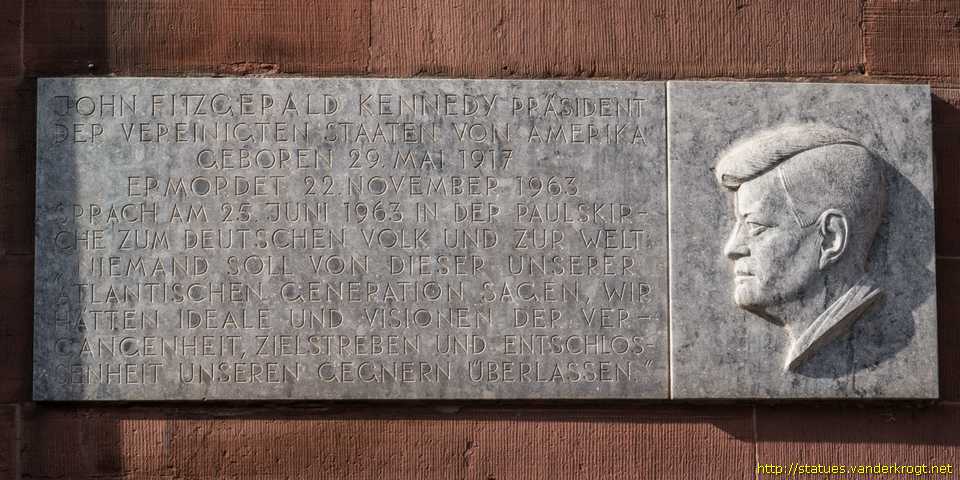 JOHN FITZGERALD KENNEDY PRÄSIDENT
DER VEREINIGTEN STAATEN VON AMERIKA
GEBOREN 29. MAI 1917
ERMORDET 22. NOVEMBER 1963
SPRACH AM 25. JUNI 1963 IN DER PAULSKIR-
CHE ZUM DEUTSCHEN VOLK UND ZUR WELT
„NIEMAND SOLL VON DIESER UNSERER
ATLANTISCHEN GENERATION SAGEN, WIR
HÄTTEN IDEALE UND VISIONEN DER VER-
GANGENHEIT, ZIELSTREBEN UND ENTSCHLOS-
SENHEIT UNSEREN GEGNERN ÜBERLASSEN."
http://statues.vanderkrogt.net